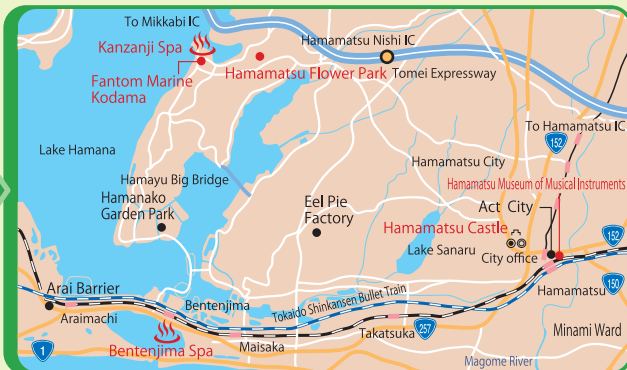 To Mikkabi IC
Kanzanji Spa
Hamamatsu Nishi IC
Fantom Marine
Kodama
Hamamatsu Flower Park
Tomei Expressway
To Hamamatsu IC
152
Lake Hamana
Hamamatsu City
Hamayu Big Bridge
Hamamatsu Museum of Musical Instruments
Hamanako
Garden Park
Eel Pie
Factory
Act City
Hamamatsu Castle
152
Lake Sanaru
City office
150
Arai Barrier
Hamamatsu
Bentenjima
Tokaido Shinkansen Bullet Train
Araimachi
257
Minami Ward
Takatsuka
Maisaka
1
Bentenjima Spa
Magome River